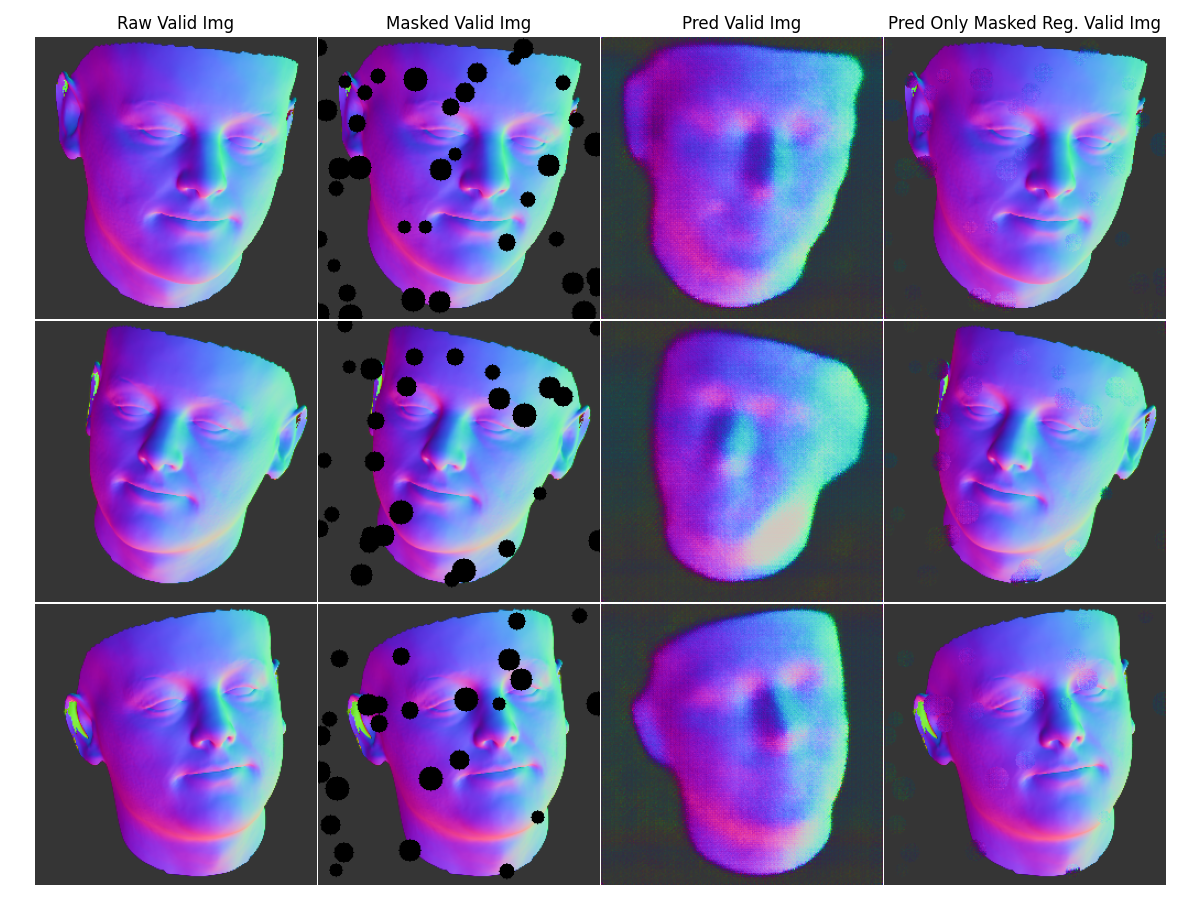 Raw Valid Img
Masked Valid Img
Pred Valid Img
Pred Only Masked Reg. Valid Img